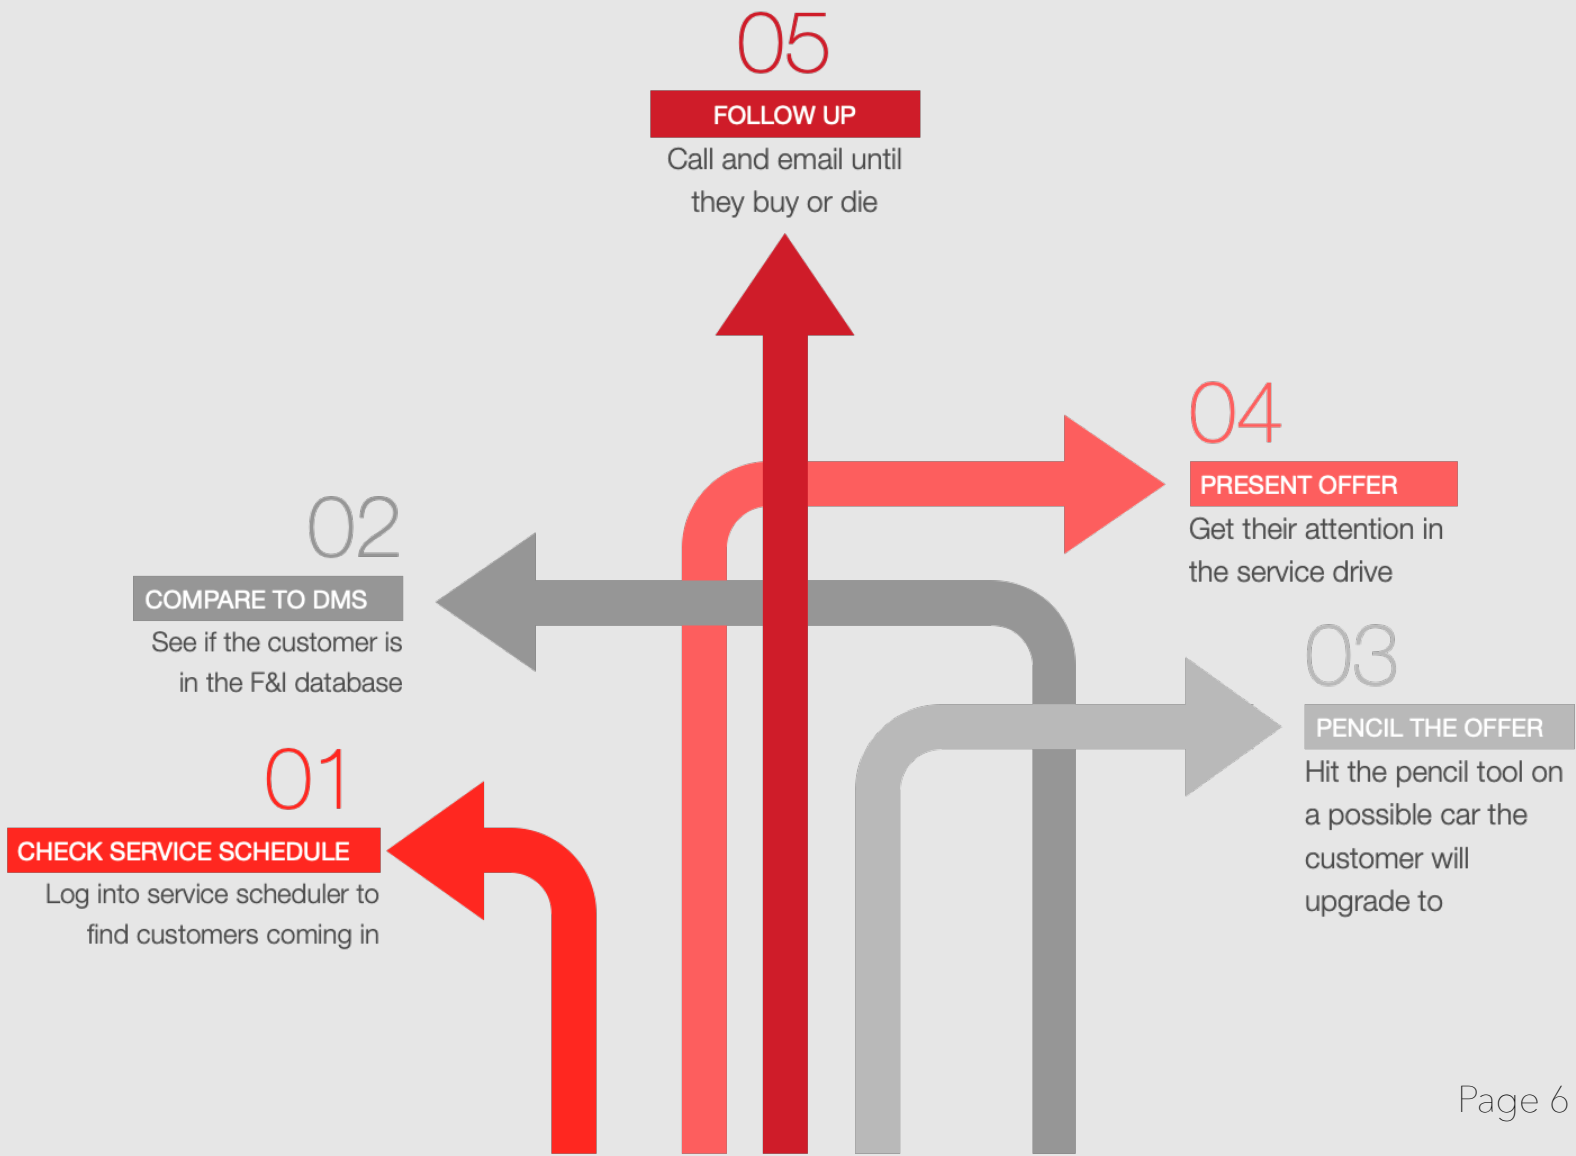 05
FOLLOW UP
Call and email until
they buy or die
04
PRESENT OFFER
Get their attention in
the service drive
02
COMPARE TO DMS
See if the customer is
in the F&I database
03
PENCIL THE OFFER
Hit the pencil tool on
a possible car the
customer will
upgrade to
01
CHECK SERVICE SCHEDULE
Log into service scheduler to
find customers coming in
Page 6